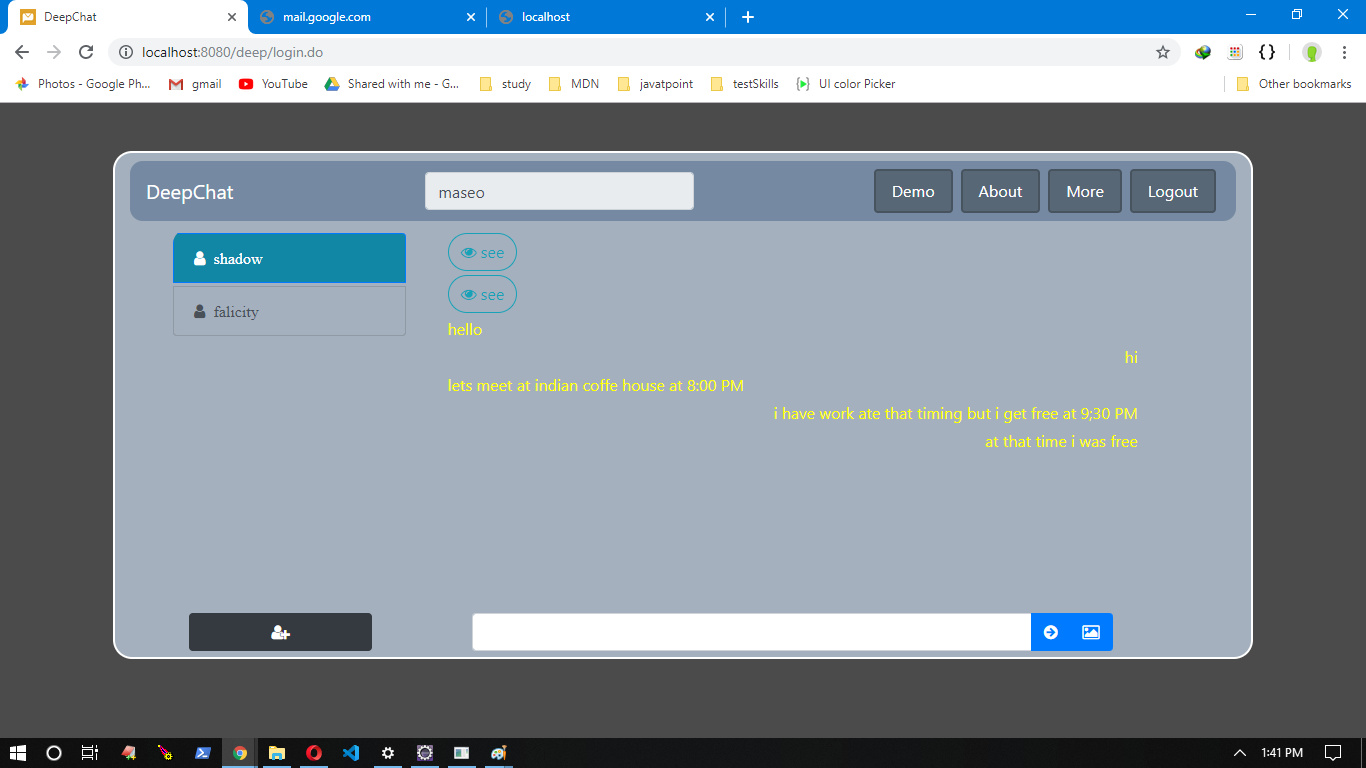 DeepChat
mail.google.com
localhost
localhost:8080/deep/login.do
Photos - Google Ph... gmail YouTube Shared with me - G... study MDN javatpoint testSkills UI color Picker Other bookmarks
DeepChat
maseo
Demo About More Logout
shadow
falicity
see
see
hello
hi
lets meet at indian coffe house at 8:00 PM
i have work ate that timing but i get free at 9;30 PM
at that time i was free
1:41 PM